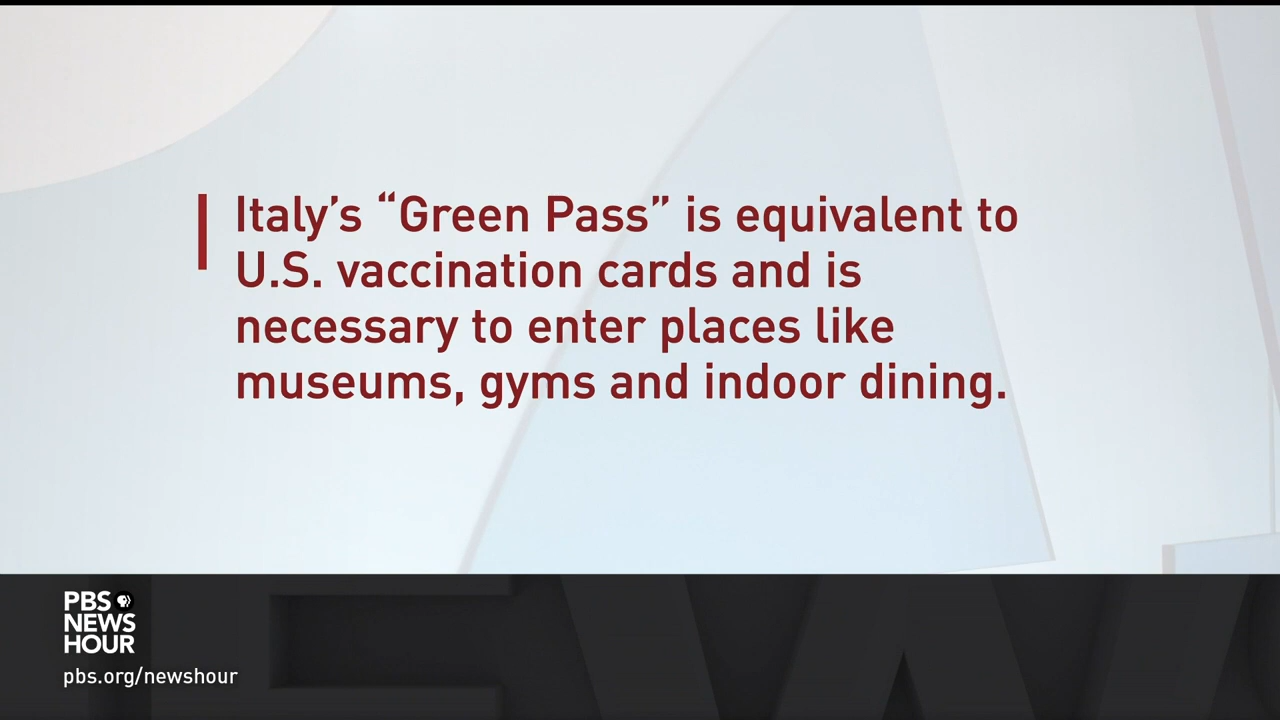 Italy’s “Green Pass” is equivalent to
U.S. vaccination cards and is
necessary to enter places like
museums, gyms and indoor dining.
PBS
NEWS
HOUR
pbs.org/newshour